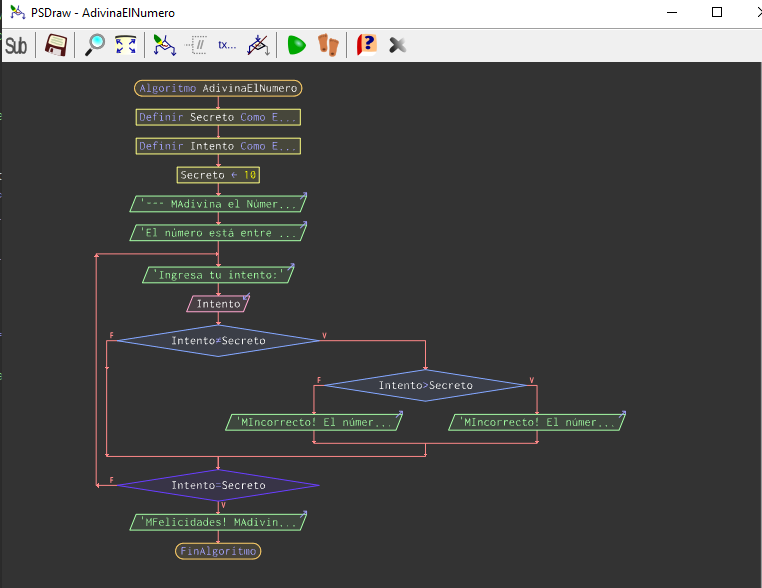 PSDraw - AdivinaElNumero
Sub
tx...
Algoritmo AdivinaElNumero
Definir Secreto Como E...
Definir Intento Como E...
Secreto ← 10
'--- MAdivina el Númer...
'El número está entre ...
'Ingresa tu intento:'
Intento
F
Intento≠Secreto
V
F
Intento>Secreto
V
'MIncorrecto! El númer...
'MIncorrecto! El númer...
F
Intento=Secreto
V
'MFelicidades! MAdivin...
FinAlgoritmo